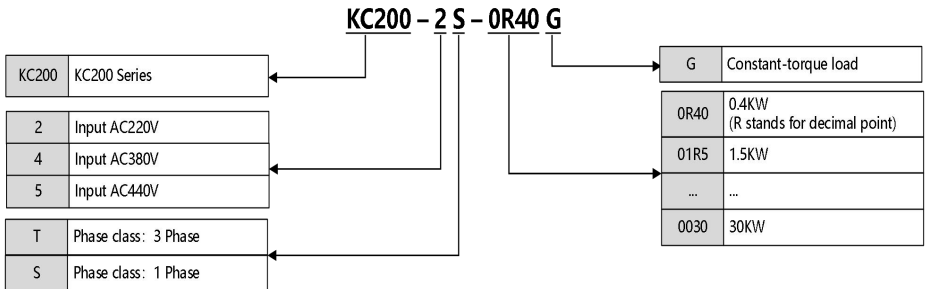 KC200 – 2 S – 0R40 G
KC200 KC200 Series
2 Input AC220V
4 Input AC380V
5 Input AC440V
T Phase class: 3 Phase
S Phase class: 1 Phase
G Constant-torque load
0R40 0.4KW
(R stands for decimal point)
01R5 1.5KW
... ...
0030 30KW